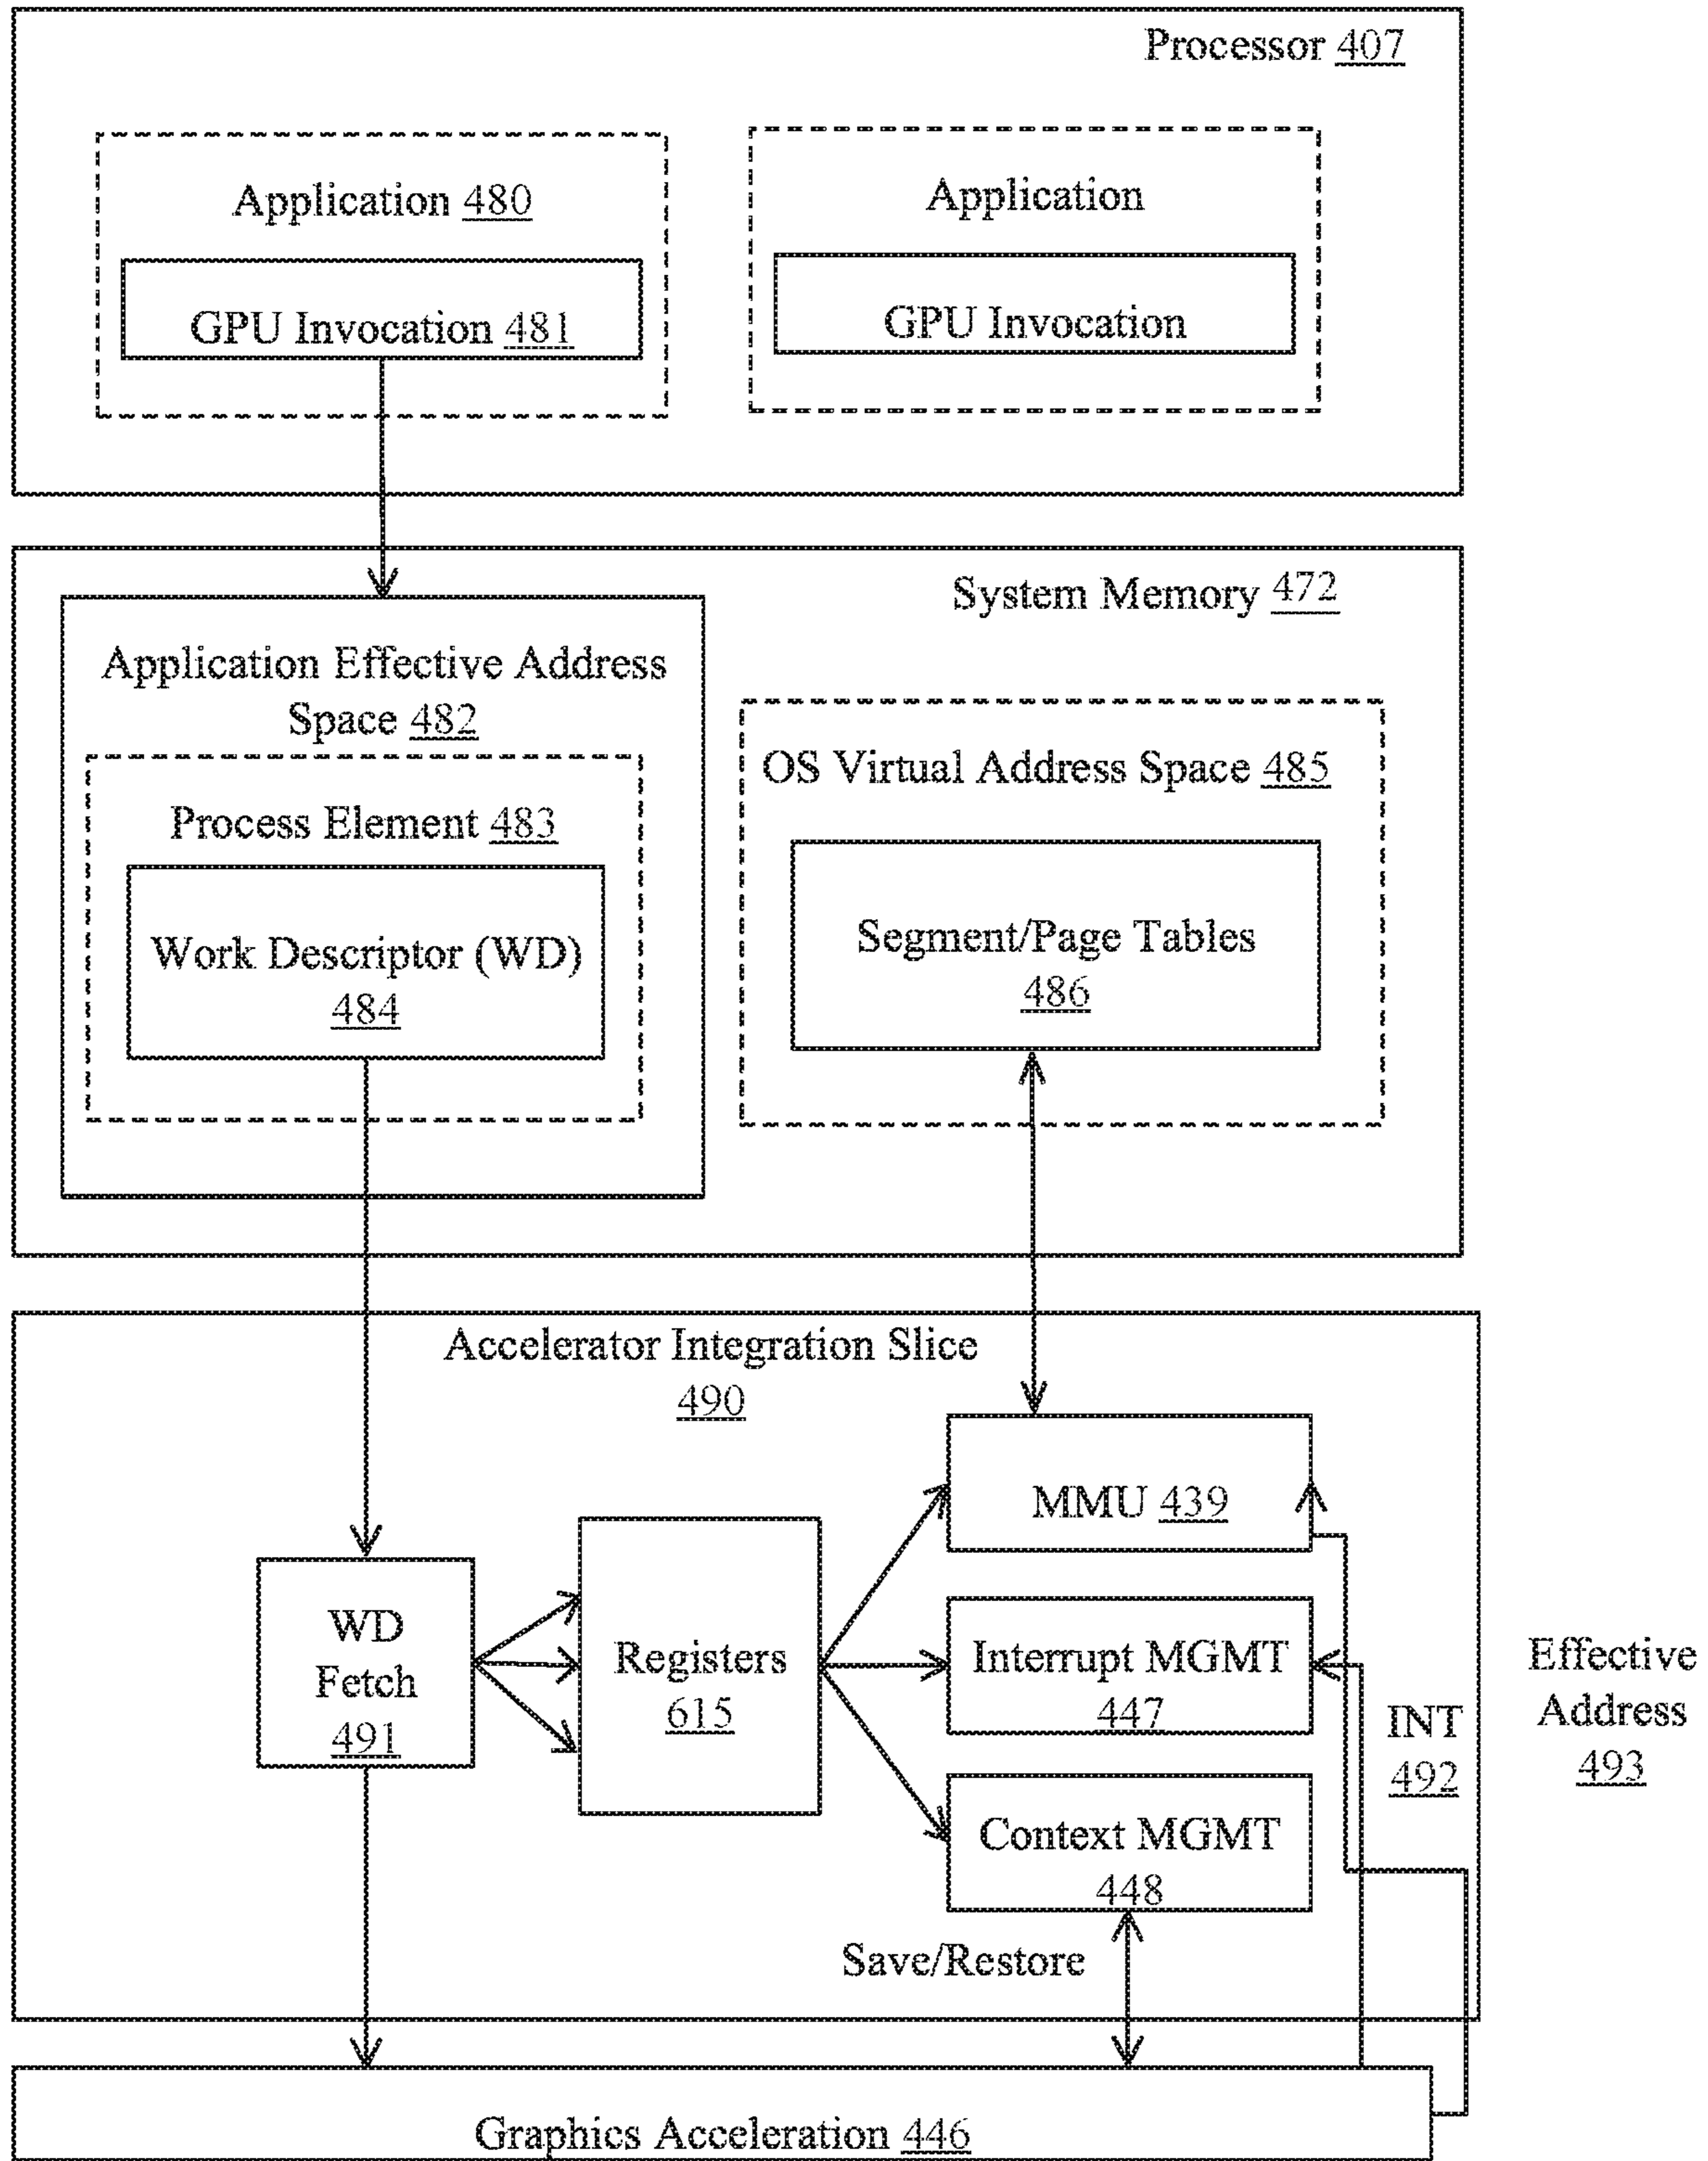 Processor 407
Application 480
Application
GPU Invocation 481
GPU Invocation
System Memory 472
Application Effective Address
Space 482
OS Virtual Address Space 485
Process Element 483
Segment/Page Tables
486
Work Descriptor (WD)
484
Accelerator Integration Slice
490
MMU 439
WD
Fetch
491
Registers
615
Interrupt MGMT
447
INT
492
Effective
Address
493
Context MGMT
448
Save/Restore
Graphics Acceleration 446